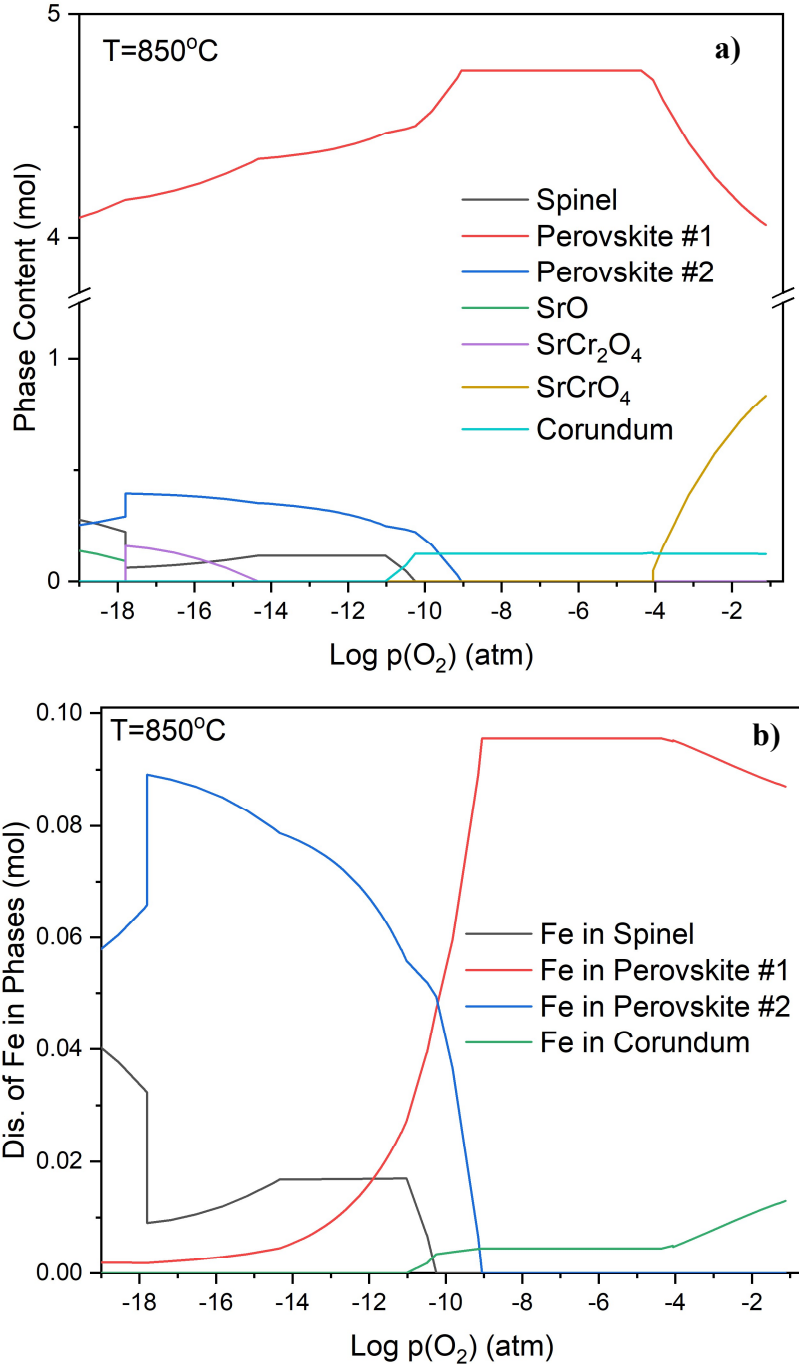 T=850°C
a)
5
4
1
0
Phase Content (mol)
Spinel
Perovskite #1
Perovskite #2
SrO
SrCr₂O₄
SrCrO₄
Corundum
-18 -16 -14 -12 -10 -8 -6 -4 -2
Log p(O₂) (atm)
T=850°C
b)
0.10
0.08
0.06
0.04
0.02
0.00
Dis. of Fe in Phases (mol)
Fe in Spinel
Fe in Perovskite #1
Fe in Perovskite #2
Fe in Corundum
-18 -16 -14 -12 -10 -8 -6 -4 -2
Log p(O₂) (atm)